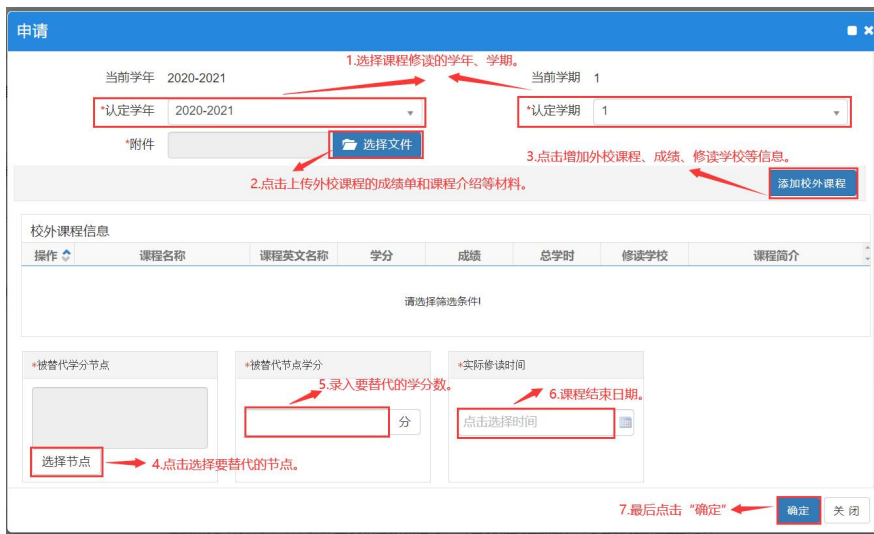 申请
1.选择课程修读的学年、学期。
当前学年 2020-2021 当前学期 1
*认定学年 2020-2021 *认定学期 1
*附件 选择文件
3.点击增加外校课程、成绩、修读学校等信息。
2.点击上传外校课程的成绩单和课程介绍等材料。 添加校外课程
校外课程信息
操作 课程名称 课程英文名称 学分 成绩 总学时 修读学校 课程简介
请选择筛选条件!
*被替代学分节点 *被替代节点学分 *实际修读时间
5.录入要替代的学分数。 6.课程结束日期。
分 点击选择时间
选择节点 4.点击选择要替代的节点。
7.最后点击“确定” 确定 关闭